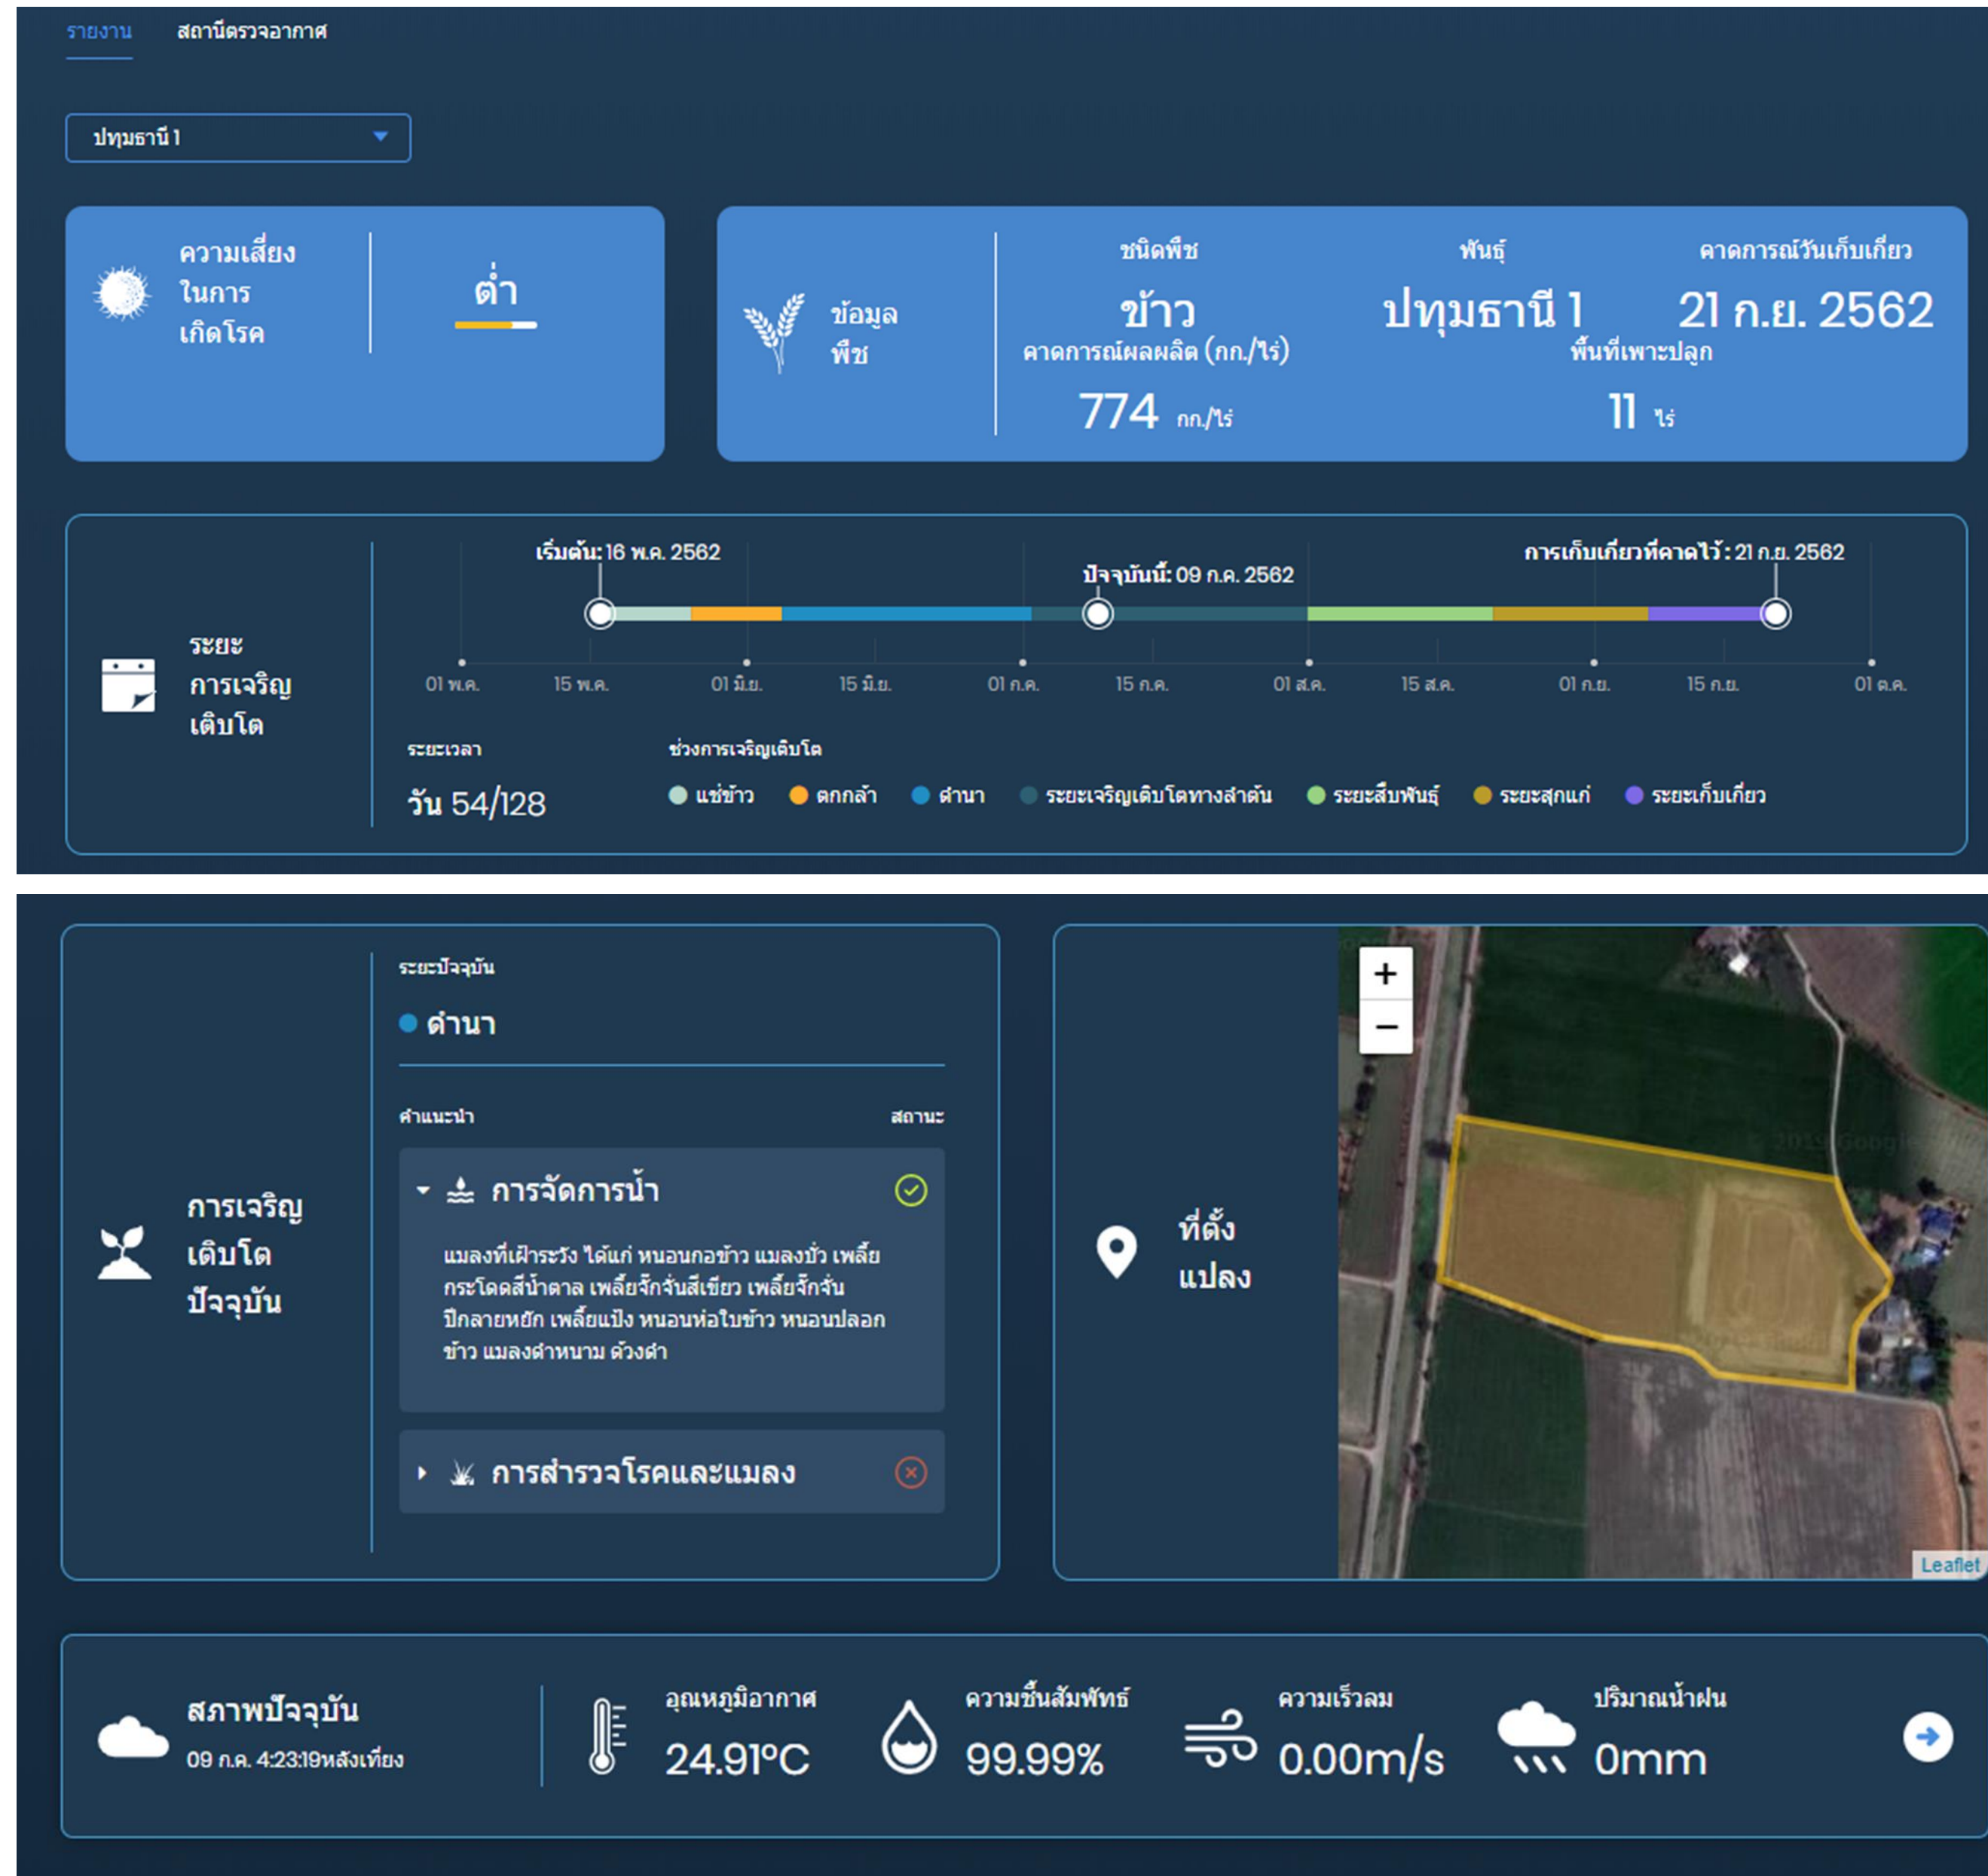 รายงาน สถานีตรวจอากาศ
ปทุมธานี 1
ความเสี่ยง
ในการ
เกิดโรค
ต่ำ
ข้อมูล
พืช
ชนิดพืช พันธุ์ คาดการณ์วันเก็บเกี่ยว
ข้าว ปทุมธานี 1 21 ก.ย. 2562
คาดการณ์ผลผลิต (กก./ไร่) พื้นที่เพาะปลูก
774 กก./ไร่ 11 ไร่
ระยะ
การเจริญ
เติบโต
เริ่มต้น: 16 พ.ค. 2562
ปัจจุบันนี้: 09 ก.ค. 2562
การเก็บเกี่ยวที่คาดไว้ : 21 ก.ย. 2562
01 พ.ค. 15 พ.ค. 01 มิ.ย. 15 มิ.ย. 01 ก.ค. 15 ก.ค. 01 ส.ค. 15 ส.ค. 01 ก.ย. 15 ก.ย. 01 ต.ค.
ระยะเวลา ช่วงการเจริญเติบโต
วัน 54/128
แช่ข้าว ตกกล้า ดำนา ระยะเจริญเติบโตทางลำต้น ระยะสืบพันธุ์ ระยะสุกแก่ ระยะเก็บเกี่ยว
การเจริญ
เติบโต
ปัจจุบัน
ระยะปัจจุบัน
ดำนา
คำแนะนำ สถานะ
การจัดการน้ำ
แมลงที่เฝ้าระวัง ได้แก่ หนอนกอข้าว แมลงบั่ว เพลี้ย
กระโดดสีน้ำตาล เพลี้ยจั๊กจั่นสีเขียว เพลี้ยจั๊กจั่น
ปีกลายหยัก เพลี้ยแป้ง หนอนห่อใบข้าว หนอนปลอก
ข้าว แมลงดำหนาม ด้วงดำ
การสำรวจโรคและแมลง
ที่ตั้ง
แปลง
+
−
Google
Leaflet
สภาพปัจจุบัน
09 ก.ค. 4:23:19หลังเที่ยง
อุณหภูมิอากาศ
24.91°C
ความชื้นสัมพัทธ์
99.99%
ความเร็วลม
0.00m/s
ปริมาณน้ำฝน
0mm